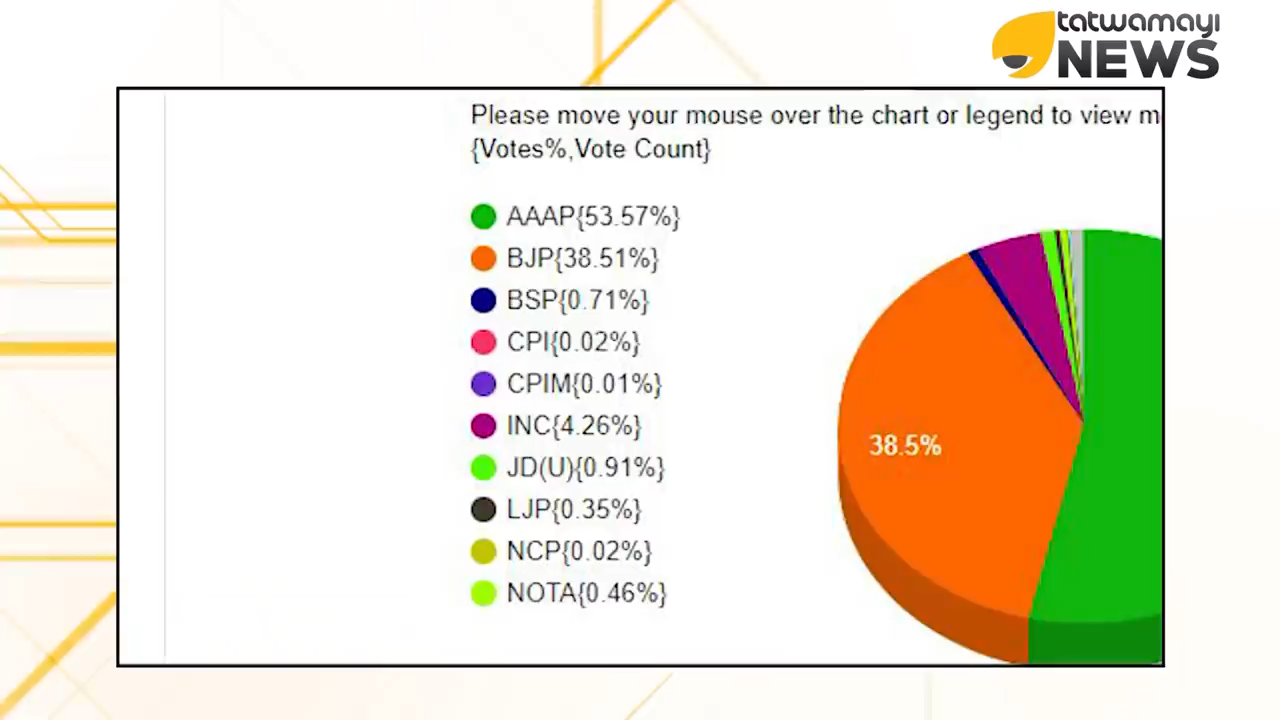 tatwamayi
NEWS
Please move your mouse over the chart or legend to view m
{Votes%,Vote Count}
AAAP{53.57%}
BJP{38.51%}
BSP{0.71%}
CPI{0.02%}
CPIM{0.01%}
INC{4.26%}
JD(U){0.91%}
LJP{0.35%}
NCP{0.02%}
NOTA{0.46%}
38.5%